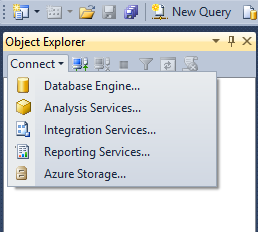 New Query
Object Explorer
Connect
Database Engine...
Analysis Services...
Integration Services...
Reporting Services...
Azure Storage...